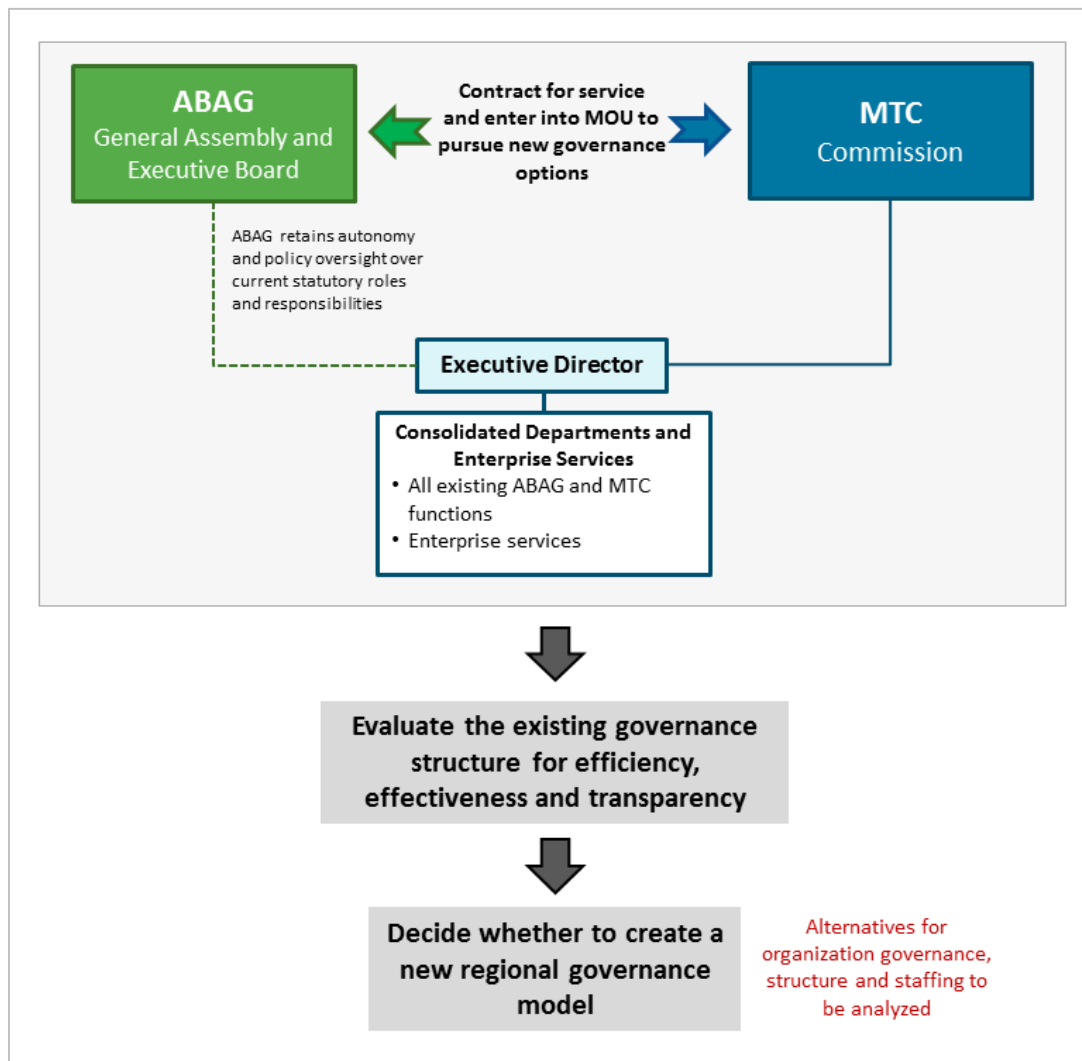 ABAG
General Assembly and
Executive Board
Contract for service
and enter into MOU to
pursue new governance
options
MTC
Commission
ABAG retains autonomy
and policy oversight over
current statutory roles
and responsibilities
Executive Director
Consolidated Departments and
Enterprise Services
• All existing ABAG and MTC
functions
• Enterprise services
Evaluate the existing governance
structure for efficiency,
effectiveness and transparency
Decide whether to create a
new regional governance
model
Alternatives for
organization governance,
structure and staffing to
be analyzed